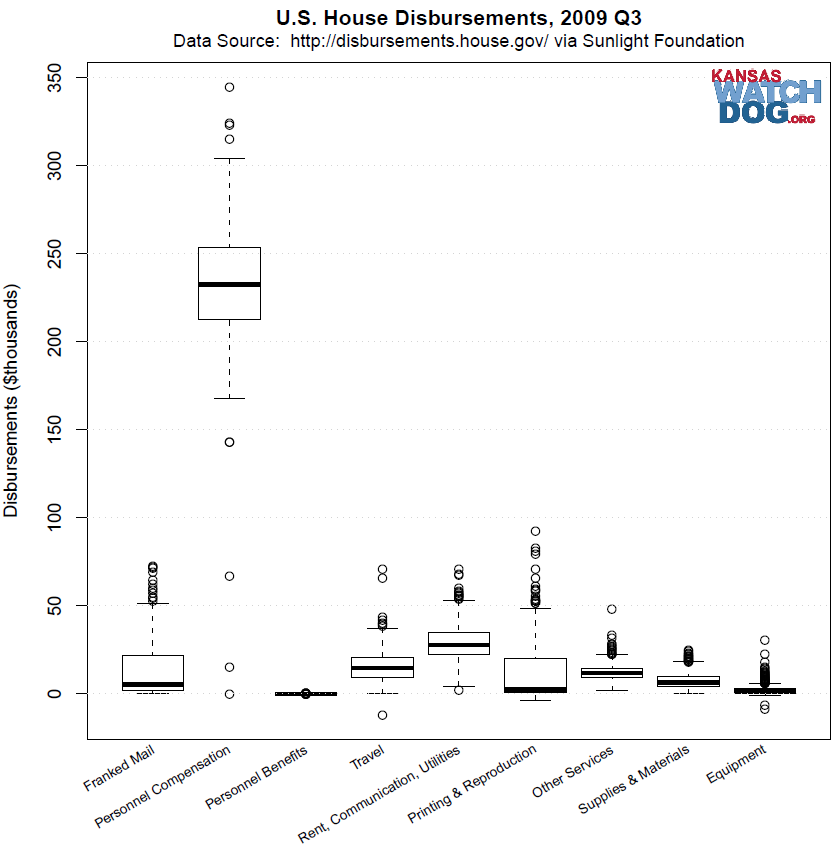 U.S. House Disbursements, 2009 Q3
Data Source:  http://disbursements.house.gov/ via Sunlight Foundation
KANSAS
WATCH
DOG.ORG
Disbursements ($thousands)
350
300
250
200
150
100
50
0
Franked Mail
Personnel Compensation
Personnel Benefits
Travel
Rent, Communication, Utilities
Printing & Reproduction
Other Services
Supplies & Materials
Equipment